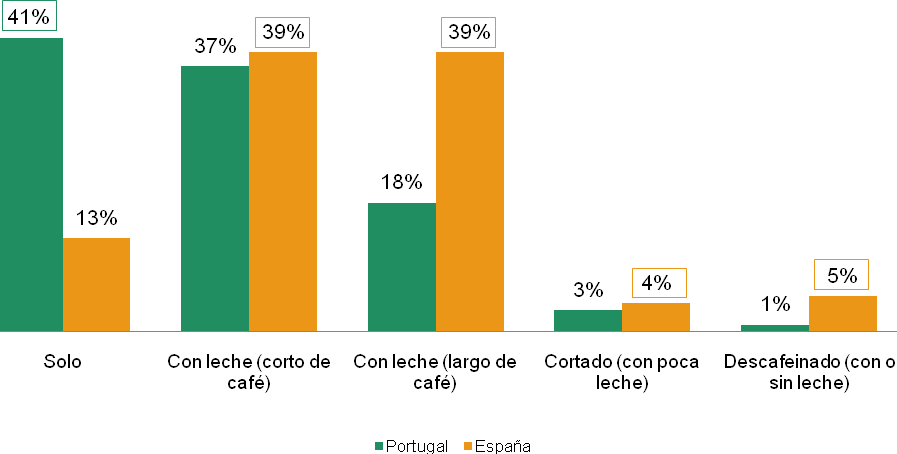 41%
13%
37%
39%
18%
39%
3%
4%
1%
5%
Solo
Con leche (corto de
café)
Con leche (largo de
café)
Cortado (con poca
leche)
Descafeinado (con o
sin leche)
Portugal
España